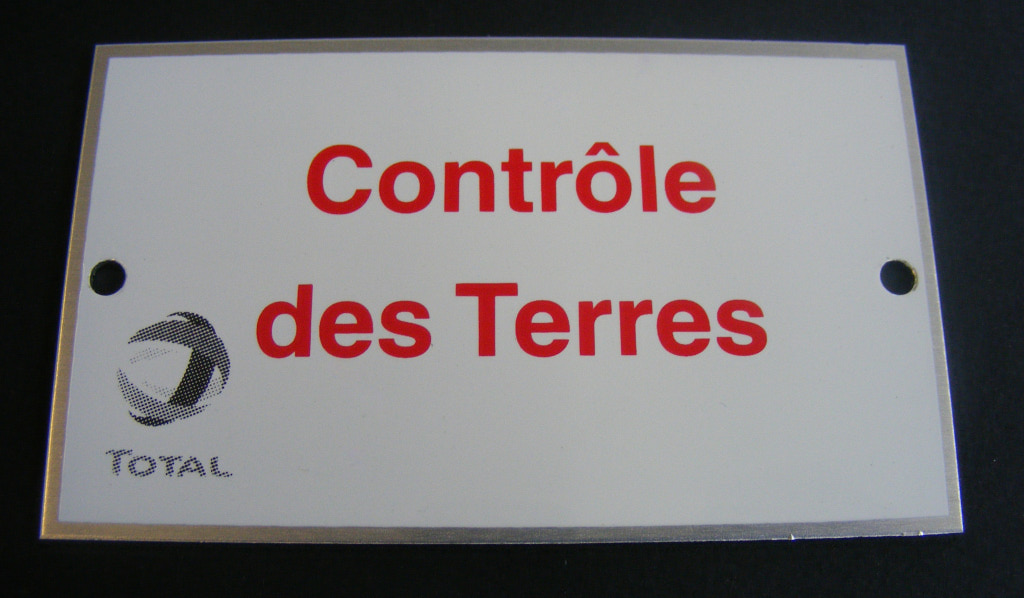 Contrôle
des Terres
TOTAL